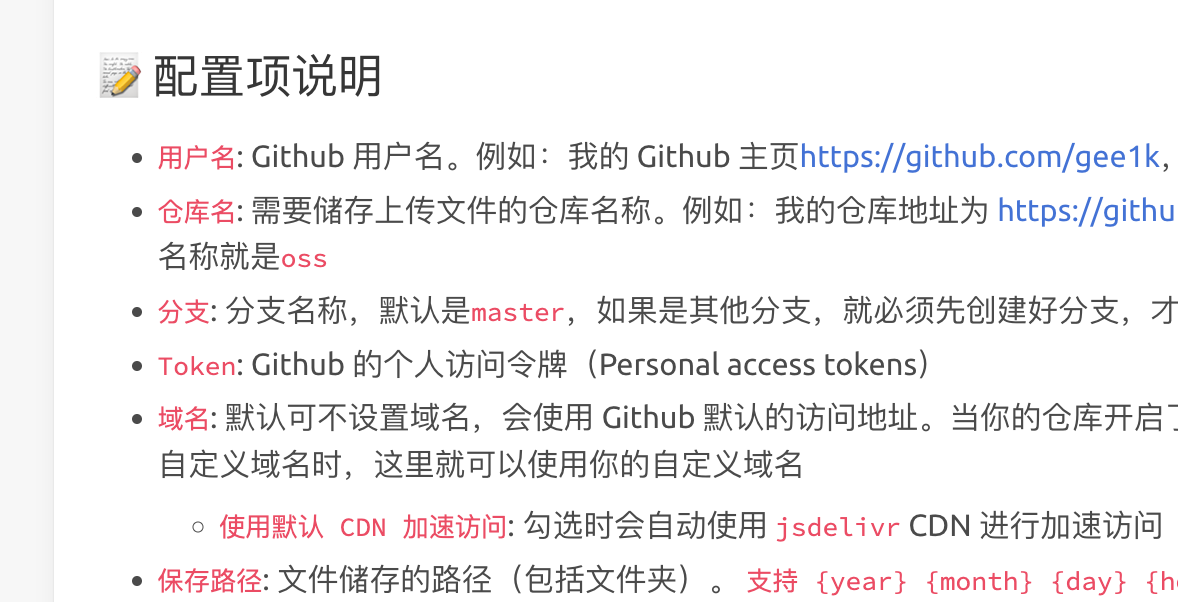 配置项说明
用户名: Github 用户名。例如：我的 Github 主页https://github.com/gee1k，
仓库名: 需要储存上传文件的仓库名称。例如：我的仓库地址为 https://githu
名称就是oss
分支: 分支名称，默认是master，如果是其他分支，就必须先创建好分支，才
Token: Github 的个人访问令牌（Personal access tokens）
域名: 默认可不设置域名，会使用 Github 默认的访问地址。当你的仓库开启了
自定义域名时，这里就可以使用你的自定义域名
使用默认 CDN 加速访问: 勾选时会自动使用 jsdelivr CDN 进行加速访问
保存路径: 文件储存的路径（包括文件夹）。 支持 {year} {month} {day} {h